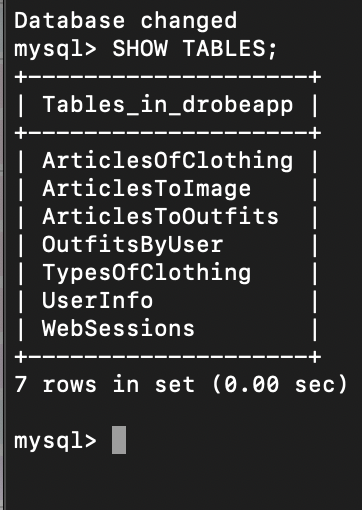 Database changed
mysql> SHOW TABLES;
+---------------------+
| Tables_in_drobeapp |
+---------------------+
| ArticlesOfClothing |
| ArticlesToImage    |
| ArticlesToOutfits  |
| OutfitsByUser      |
| TypesOfClothing    |
| UserInfo           |
| WebSessions        |
+---------------------+
7 rows in set (0.00 sec)
mysql>